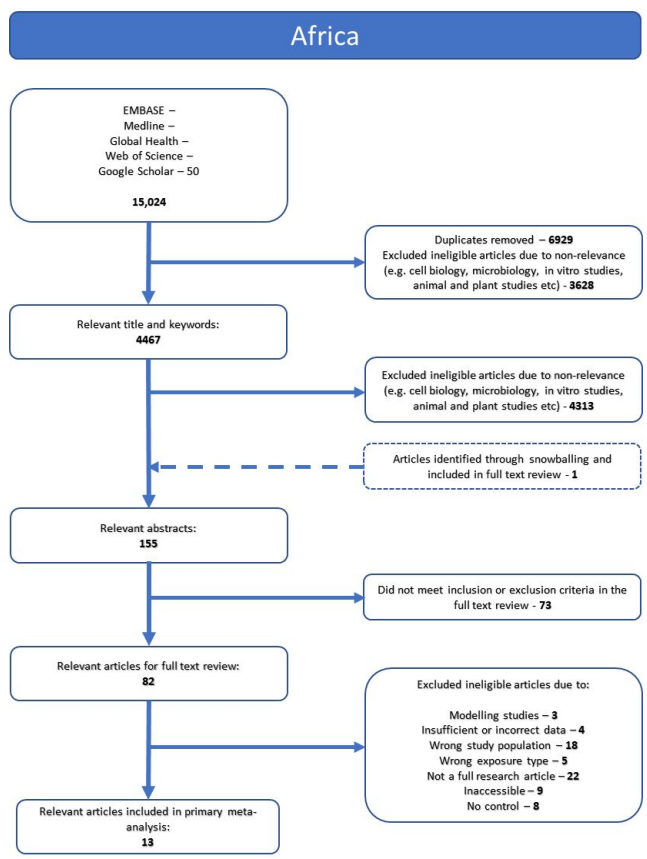 Africa
EMBASE –
Medline –
Global Health –
Web of Science –
Google Scholar – 50
15,024
Duplicates removed – 6929
Excluded ineligible articles due to non-relevance
(e.g. cell biology, microbiology, in vitro studies,
animal and plant studies etc) - 3628
Relevant title and keywords:
4467
Excluded ineligible articles due to non-relevance
(e.g. cell biology, microbiology, in vitro studies,
animal and plant studies etc) - 4313
Articles identified through snowballing and
included in full text review - 1
Relevant abstracts:
155
Did not meet inclusion or exclusion criteria in the
full text review - 73
Relevant articles for full text review:
82
Excluded ineligible articles due to:
Modelling studies – 3
Insufficient or incorrect data – 4
Wrong study population – 18
Wrong exposure type – 5
Not a full research article – 22
Inaccessible – 9
No control – 8
Relevant articles included in primary meta-
analysis:
13